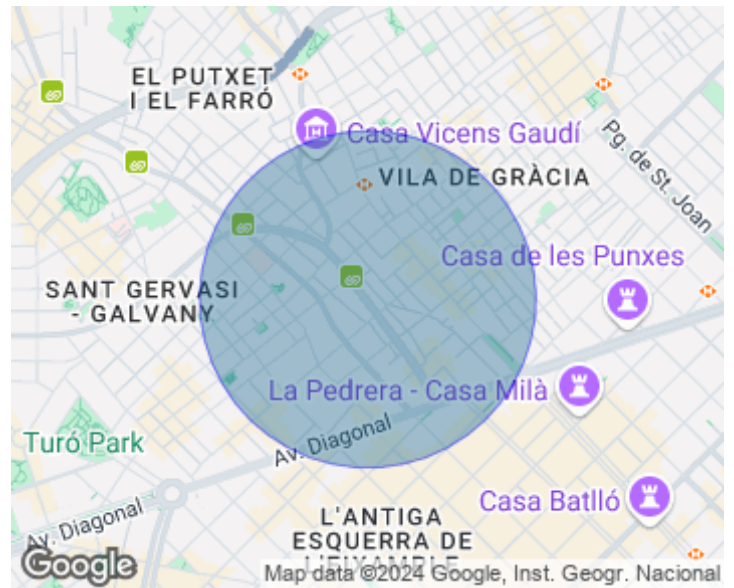 EL PUTXET
I EL FARRÓ
Casa Vicens Gaudí
VILA DE GRÀCIA
Pg. de St. Joan
Casa de les Punxes
SANT GERVASI
- GALVANY
La Pedrera - Casa Milà
Av. Diagonal
Turó Park
Casa Batlló
Av. Diagonal
L'ANTIGA
ESQUERRA DE
L'EIXAMPLE
Google
Map data ©2024 Google, Inst. Geogr. Nacional